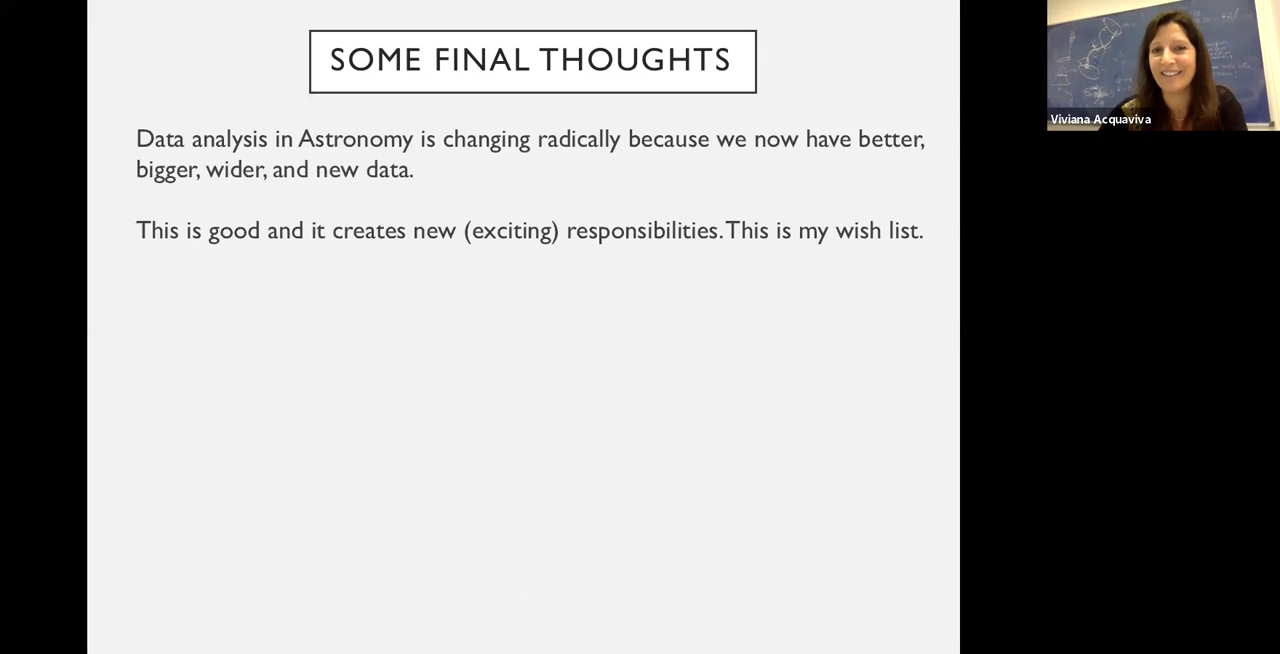 SOME FINAL THOUGHTS
Data analysis in Astronomy is changing radically because we now have better,
bigger, wider, and new data.
This is good and it creates new (exciting) responsibilities. This is my wish list.
Viviana Acquaviva